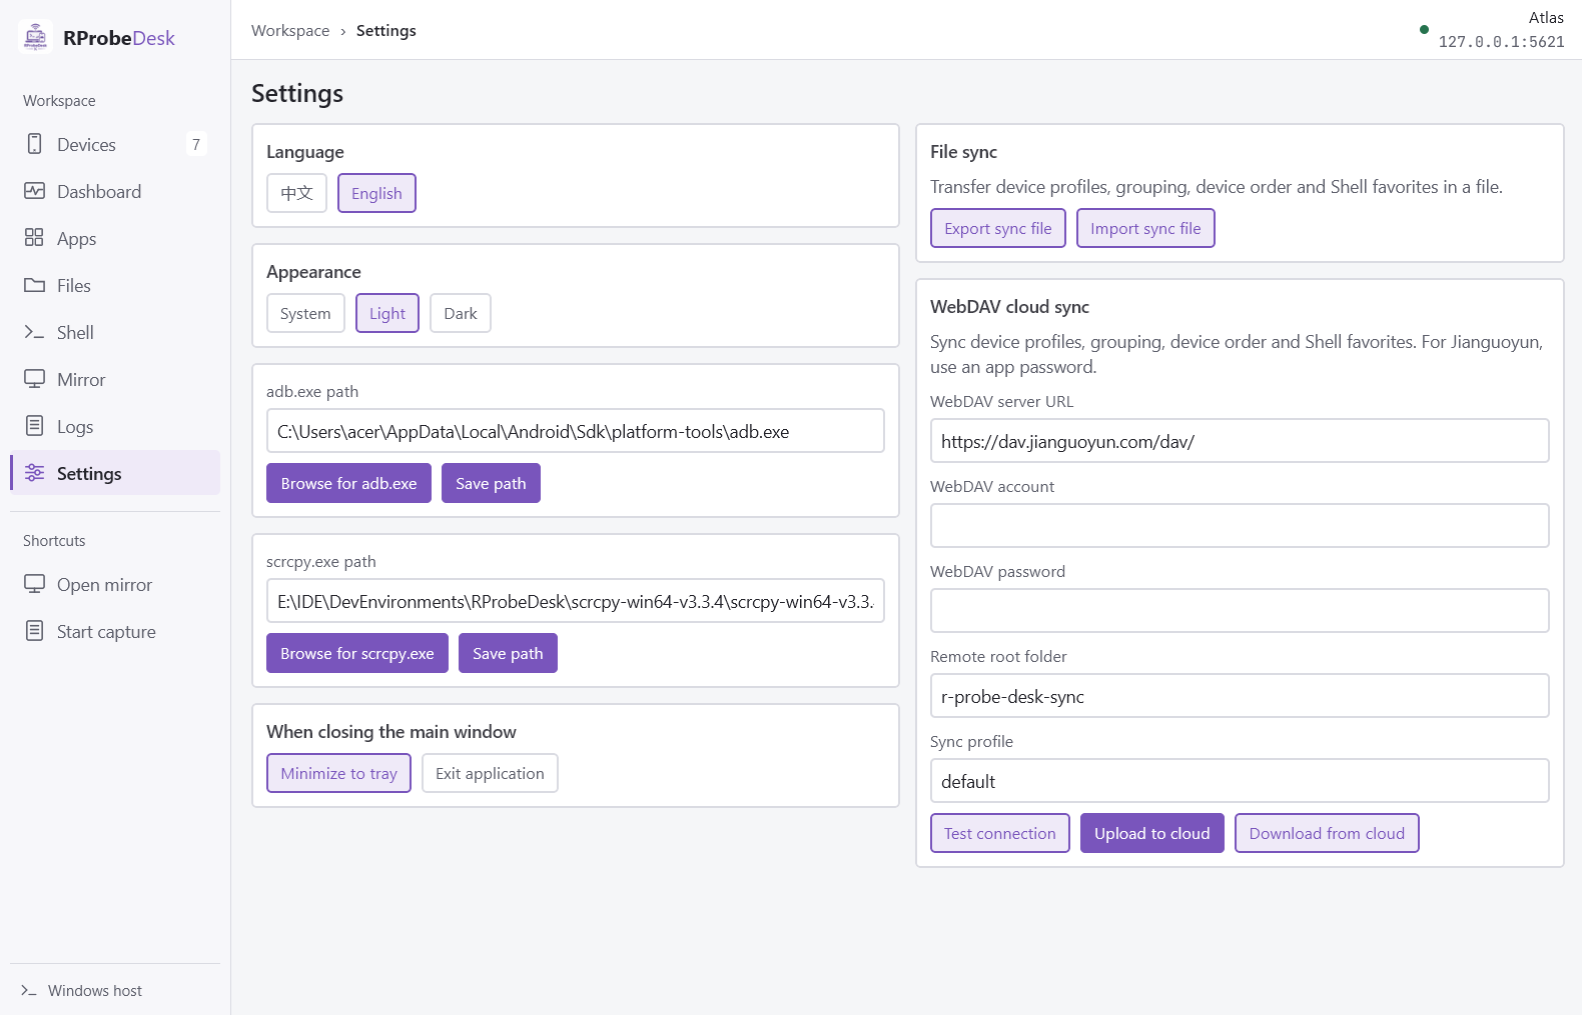 RProbeDesk
Workspace
Devices 7
Dashboard
Apps
Files
Shell
Mirror
Logs
Settings
Shortcuts
Open mirror
Start capture
Windows host
Workspace › Settings
Atlas
127.0.0.1:5621
Settings
Language
中文 English
Appearance
System Light Dark
adb.exe path
C:\Users\acer\AppData\Local\Android\Sdk\platform-tools\adb.exe
Browse for adb.exe Save path
scrcpy.exe path
E:\IDE\DevEnvironments\RProbeDesk\scrcpy-win64-v3.3.4\scrcpy-win64-v3.3.
Browse for scrcpy.exe Save path
When closing the main window
Minimize to tray Exit application
File sync
Transfer device profiles, grouping, device order and Shell favorites in a file.
Export sync file Import sync file
WebDAV cloud sync
Sync device profiles, grouping, device order and Shell favorites. For Jianguoyun,
use an app password.
WebDAV server URL
https://dav.jianguoyun.com/dav/
WebDAV account
WebDAV password
Remote root folder
r-probe-desk-sync
Sync profile
default
Test connection Upload to cloud Download from cloud